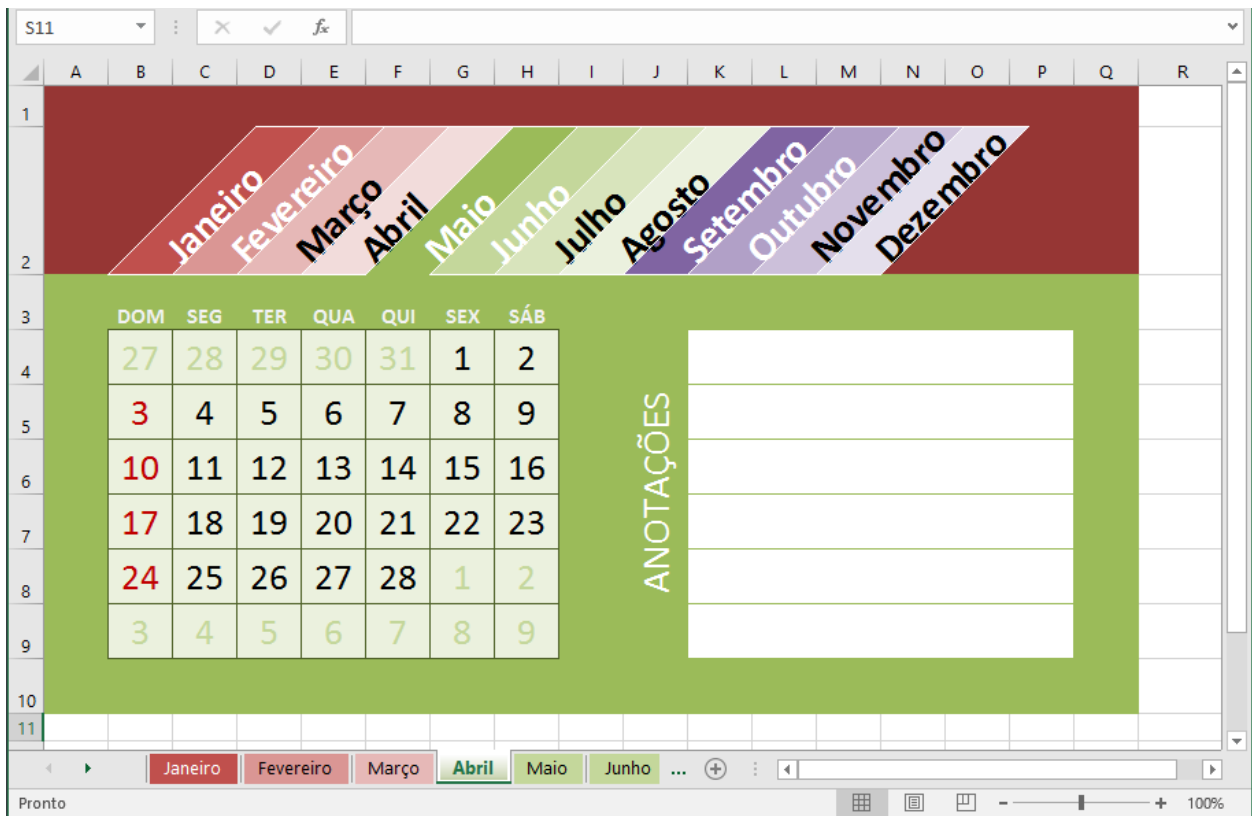 S11 fx
A B C D E F G H I J K L M N O P Q R
1
Janeiro Fevereiro Março Abril Maio Junho Julho Agosto Setembro Outubro Novembro Dezembro
2
3 DOM SEG TER QUA QUI SEX SÁB
4 27 28 29 30 31 1 2
5 3 4 5 6 7 8 9
6 10 11 12 13 14 15 16
7 17 18 19 20 21 22 23
8 24 25 26 27 28 1 2
9 3 4 5 6 7 8 9
ANOTAÇÕES
10
11
Janeiro Fevereiro Março Abril Maio Junho ...
Pronto 100%